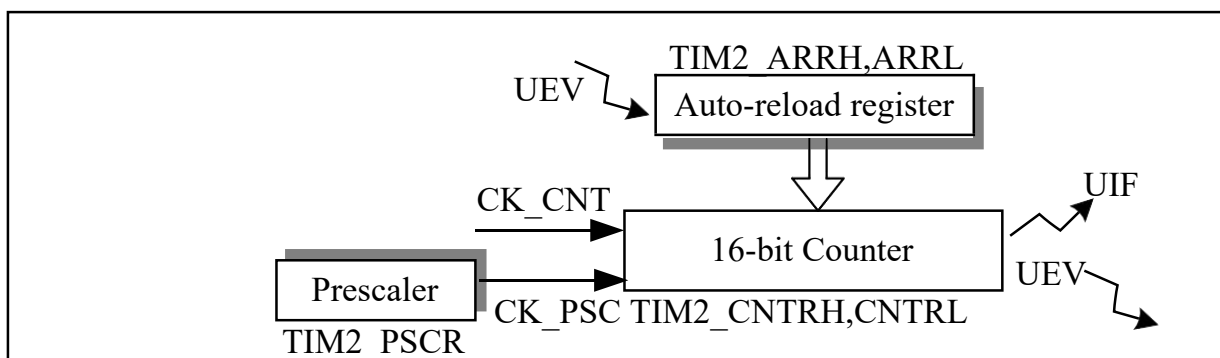 TIM2_ARRH,ARRL
UEV
Auto-reload register
UIF
CK_CNT
16-bit Counter
UEV
Prescaler
CK_PSC TIM2_CNTRH,CNTRL
TIM2_PSCR